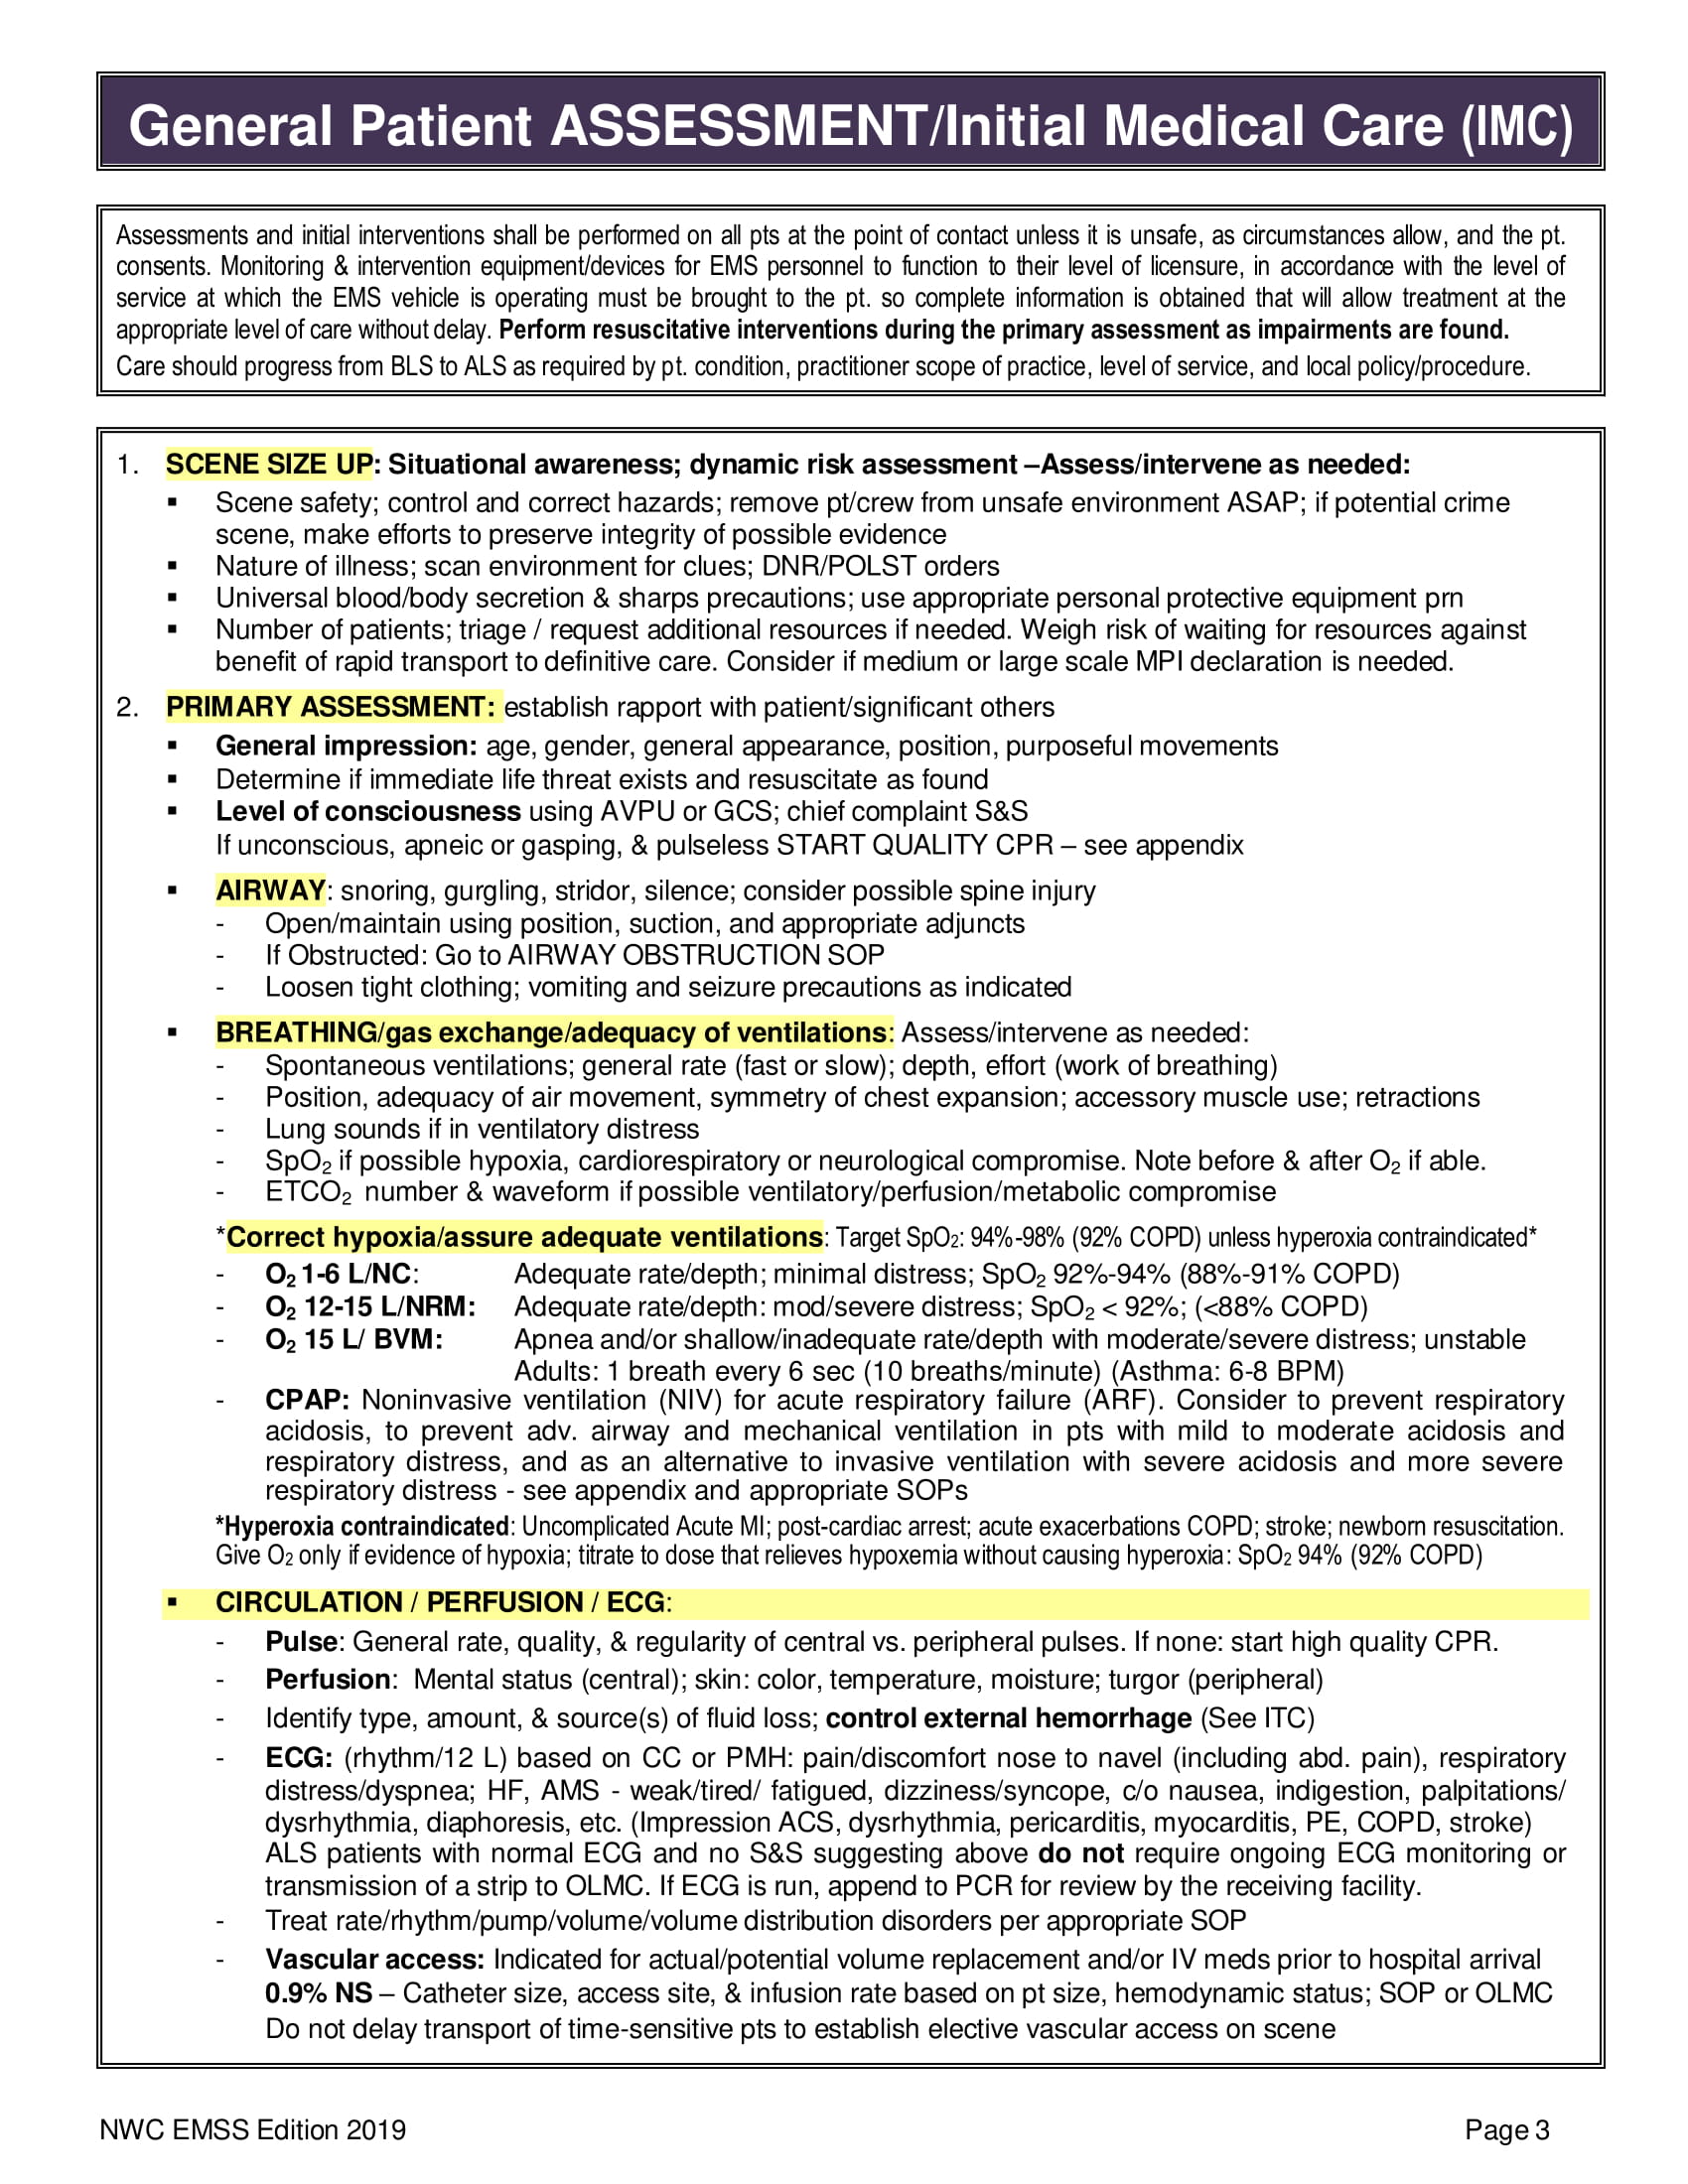 General Patient ASSESSMENT/Initial Medical Care (IMC)
Assessments and initial interventions shall be performed on all pts at the point of contact unless it is unsafe, as circumstances allow, and the pt.
consents. Monitoring & intervention equipment/devices for EMS personnel to function to their level of licensure, in accordance with the level of
service at which the EMS vehicle is operating must be brought to the pt. so complete information is obtained that will allow treatment at the
appropriate level of care without delay. Perform resuscitative interventions during the primary assessment as impairments are found.
Care should progress from BLS to ALS as required by pt. condition, practitioner scope of practice, level of service, and local policy/procedure.
1. SCENE SIZE UP: Situational awareness; dynamic risk assessment –Assess/intervene as needed:
▪ Scene safety; control and correct hazards; remove pt/crew from unsafe environment ASAP; if potential crime
scene, make efforts to preserve integrity of possible evidence
▪ Nature of illness; scan environment for clues; DNR/POLST orders
▪ Universal blood/body secretion & sharps precautions; use appropriate personal protective equipment prn
▪ Number of patients; triage / request additional resources if needed. Weigh risk of waiting for resources against
benefit of rapid transport to definitive care. Consider if medium or large scale MPI declaration is needed.
2. PRIMARY ASSESSMENT: establish rapport with patient/significant others
▪ General impression: age, gender, general appearance, position, purposeful movements
▪ Determine if immediate life threat exists and resuscitate as found
▪ Level of consciousness using AVPU or GCS; chief complaint S&S
If unconscious, apneic or gasping, & pulseless START QUALITY CPR – see appendix
▪ AIRWAY: snoring, gurgling, stridor, silence; consider possible spine injury
- Open/maintain using position, suction, and appropriate adjuncts
- If Obstructed: Go to AIRWAY OBSTRUCTION SOP
- Loosen tight clothing; vomiting and seizure precautions as indicated
▪ BREATHING/gas exchange/adequacy of ventilations: Assess/intervene as needed:
- Spontaneous ventilations; general rate (fast or slow); depth, effort (work of breathing)
- Position, adequacy of air movement, symmetry of chest expansion; accessory muscle use; retractions
- Lung sounds if in ventilatory distress
- SpO2 if possible hypoxia, cardiorespiratory or neurological compromise. Note before & after O2 if able.
- ETCO2 number & waveform if possible ventilatory/perfusion/metabolic compromise
*Correct hypoxia/assure adequate ventilations: Target SpO2: 94%-98% (92% COPD) unless hyperoxia contraindicated*
- O2 1-6 L/NC: Adequate rate/depth; minimal distress; SpO2 92%-94% (88%-91% COPD)
- O2 12-15 L/NRM: Adequate rate/depth: mod/severe distress; SpO2 < 92%; (<88% COPD)
- O2 15 L/ BVM: Apnea and/or shallow/inadequate rate/depth with moderate/severe distress; unstable
Adults: 1 breath every 6 sec (10 breaths/minute) (Asthma: 6-8 BPM)
- CPAP: Noninvasive ventilation (NIV) for acute respiratory failure (ARF). Consider to prevent respiratory
acidosis, to prevent adv. airway and mechanical ventilation in pts with mild to moderate acidosis and
respiratory distress, and as an alternative to invasive ventilation with severe acidosis and more severe
respiratory distress - see appendix and appropriate SOPs
*Hyperoxia contraindicated: Uncomplicated Acute MI; post-cardiac arrest; acute exacerbations COPD; stroke; newborn resuscitation.
Give O2 only if evidence of hypoxia; titrate to dose that relieves hypoxemia without causing hyperoxia: SpO2 94% (92% COPD)
▪ CIRCULATION / PERFUSION / ECG:
- Pulse: General rate, quality, & regularity of central vs. peripheral pulses. If none: start high quality CPR.
- Perfusion: Mental status (central); skin: color, temperature, moisture; turgor (peripheral)
- Identify type, amount, & source(s) of fluid loss; control external hemorrhage (See ITC)
- ECG: (rhythm/12 L) based on CC or PMH: pain/discomfort nose to navel (including abd. pain), respiratory
distress/dyspnea; HF, AMS - weak/tired/ fatigued, dizziness/syncope, c/o nausea, indigestion, palpitations/
dysrhythmia, diaphoresis, etc. (Impression ACS, dysrhythmia, pericarditis, myocarditis, PE, COPD, stroke)
ALS patients with normal ECG and no S&S suggesting above do not require ongoing ECG monitoring or
transmission of a strip to OLMC. If ECG is run, append to PCR for review by the receiving facility.
- Treat rate/rhythm/pump/volume/volume distribution disorders per appropriate SOP
- Vascular access: Indicated for actual/potential volume replacement and/or IV meds prior to hospital arrival
0.9% NS – Catheter size, access site, & infusion rate based on pt size, hemodynamic status; SOP or OLMC
Do not delay transport of time-sensitive pts to establish elective vascular access on scene
NWC EMSS Edition 2019 Page 3